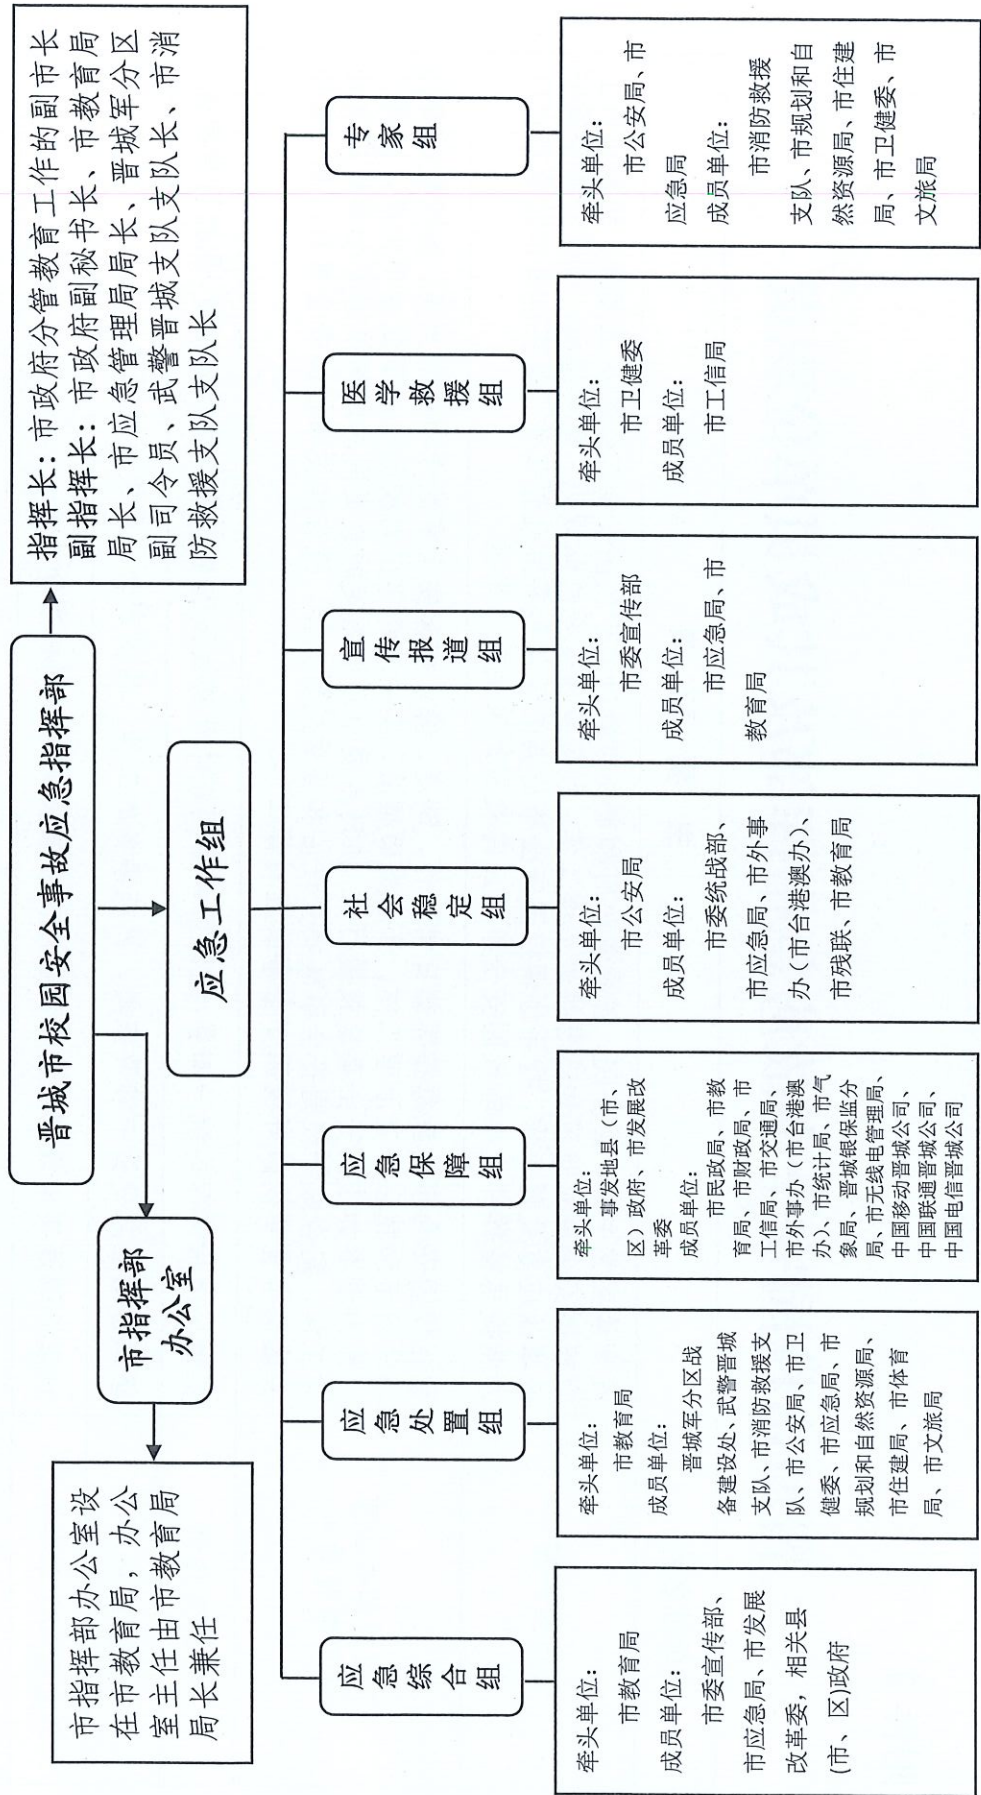 晋城市校园安全事故应急指挥部
指挥长：市政府分管教育工作的副市长
副指挥长：市政府副秘书长、市教育局
局长、市应急管理局局长、晋城军分区
副司令员、武警晋城支队支队长、市消
防救援支队支队长
市指挥部
办公室
市指挥部办公室设
在市教育局，办公
室主任由市教育局
局长兼任
应急工作组
应急
综合组
牵头单位：
市教育局
成员单位：
市委宣传部、
市应急局、市发展
改革委，相关县
(市、区)政府
应急
处置组
牵头单位：
市教育局
成员单位：
晋城军分区战
备建设处、武警晋城
支队、市消防救援支
队、市公安局、市卫
健委、市应急局、市
规划和自然资源局、
市住建局、市体育
局、市文旅局
应急
保障组
牵头单位：
事发地县（市、
区）政府、市发展改
革委
成员单位：
市民政局、市教
育局、市财政局、市
工信局、市交通局、
市外事办（市台港澳
办）、市统计局、市气
象局、晋城银保监分
局、市无线电管理局、
中国移动晋城公司、
中国联通晋城公司、
中国电信晋城公司
社会
稳定组
牵头单位：
市公安局
成员单位：
市委统战部、
市应急局、市外事
办（市台港澳办）、
市残联、市教育局
宣传
报道组
牵头单位：
市委宣传部
成员单位：
市应急局、市
教育局
医学
救援组
牵头单位：
市卫健委
成员单位：
市工信局
专家组
牵头单位：
市公安局、市
应急局
成员单位：
市消防救援
支队、市规划和自
然资源局、市住建
局、市卫健委、市
文旅局